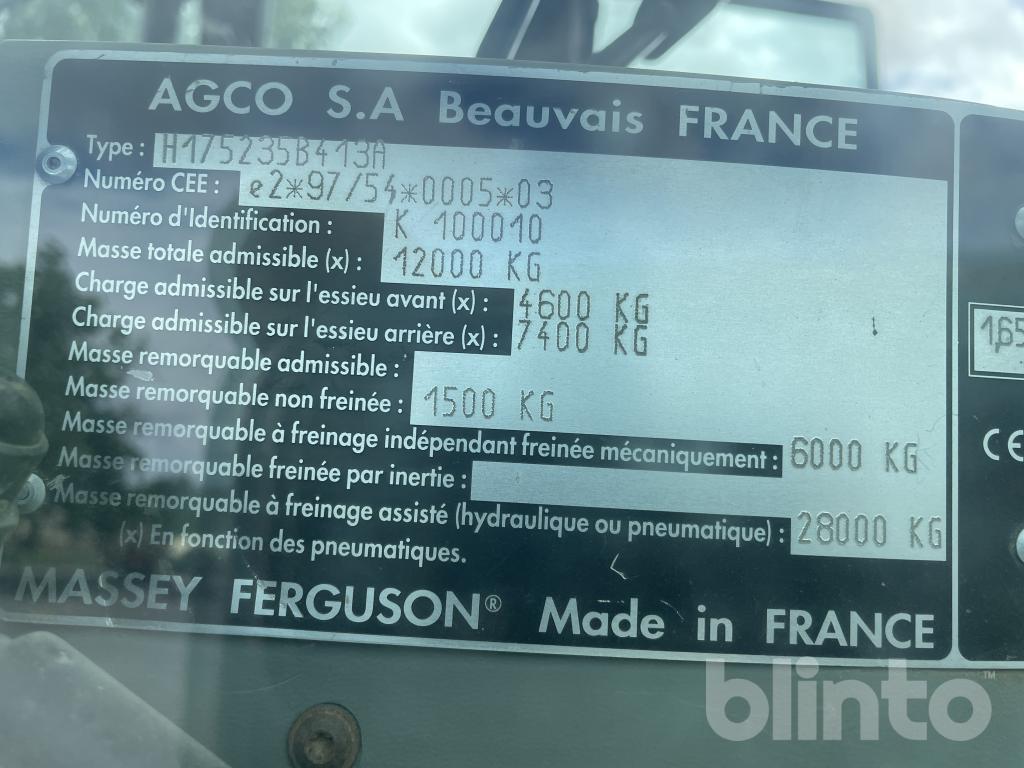 AGCO S.A Beauvais FRANCE
Type : H175235B413A
Numéro CEE : e2*97/54*0005*03
Numéro d'Identification : K 100010
Masse totale admissible (x) : 12000 KG
Charge admissible sur l'essieu avant (x) : 4600 KG
Charge admissible sur l'essieu arrière (x) : 7400 KG
Masse remorquable admissible :
Masse remorquable non freinée : 1500 KG
Masse remorquable à freinage indépendant freinée mécaniquement : 6000 KG
Masse remorquable freinée par inertie :
Masse remorquable à freinage assisté (hydraulique ou pneumatique) : 28000 KG
(x) En fonction des pneumatiques.
MASSEY FERGUSON® Made in FRANCE
1,65
CE
blinto™